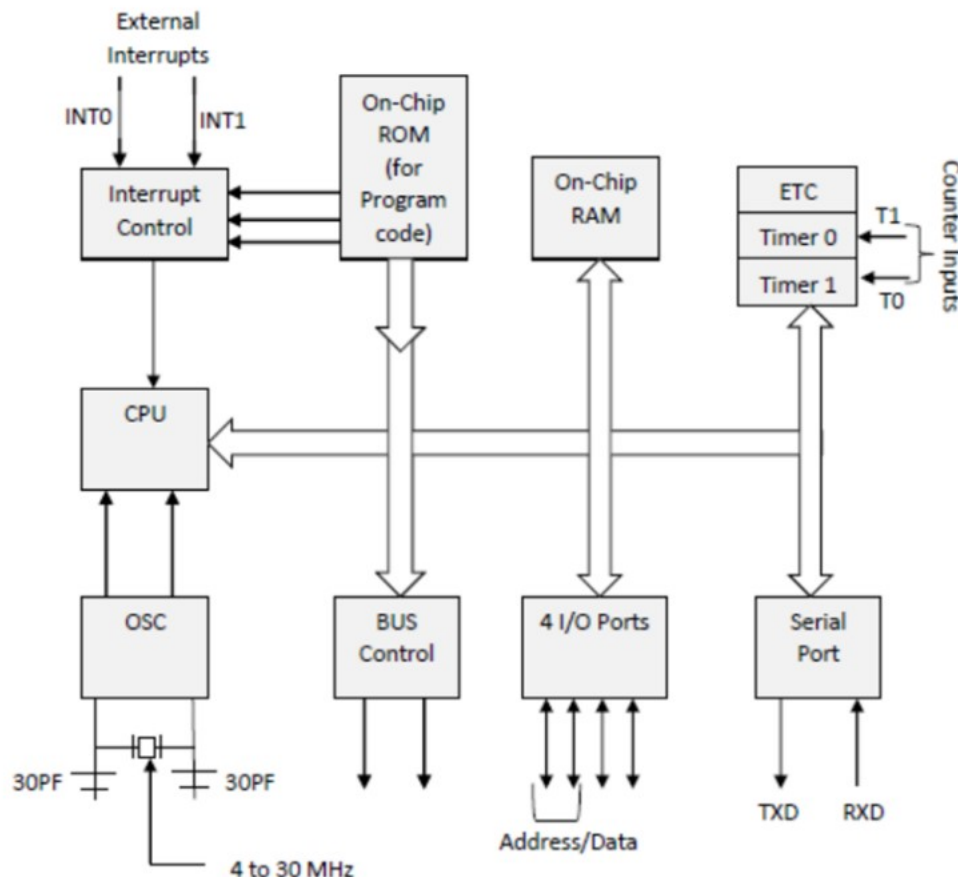 External
Interrupts
INT0
INT1
On-Chip
ROM
(for
Program
code)
Interrupt
Control
On-Chip
RAM
ETC
Timer 0
Timer 1
T1
T0
Counter Inputs
CPU
OSC
BUS
Control
4 I/O Ports
Serial
Port
30PF
30PF
Address/Data
TXD
RXD
4 to 30 MHz